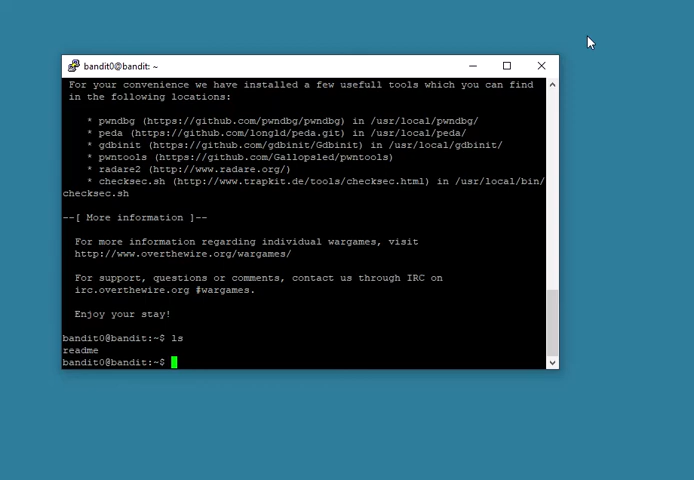 bandit0@bandit: ~
For your convenience we have installed a few usefull tools which you can find
in the following locations:
* pwndbg (https://github.com/pwndbg/pwndbg) in /usr/local/pwndbg/
* peda (https://github.com/longld/peda.git) in /usr/local/peda/
* gdbinit (https://github.com/gdbinit/Gdbinit) in /usr/local/gdbinit/
* pwntools (https://github.com/Gallopsled/pwntools)
* radare2 (http://www.radare.org/)
* checksec.sh (http://www.trapkit.de/tools/checksec.html) in /usr/local/bin/
checksec.sh
--[ More information ]--
For more information regarding individual wargames, visit
http://www.overthewire.org/wargames/
For support, questions or comments, contact us through IRC on
irc.overthewire.org #wargames.
Enjoy your stay!
bandit0@bandit:~$ ls
readme
bandit0@bandit:~$